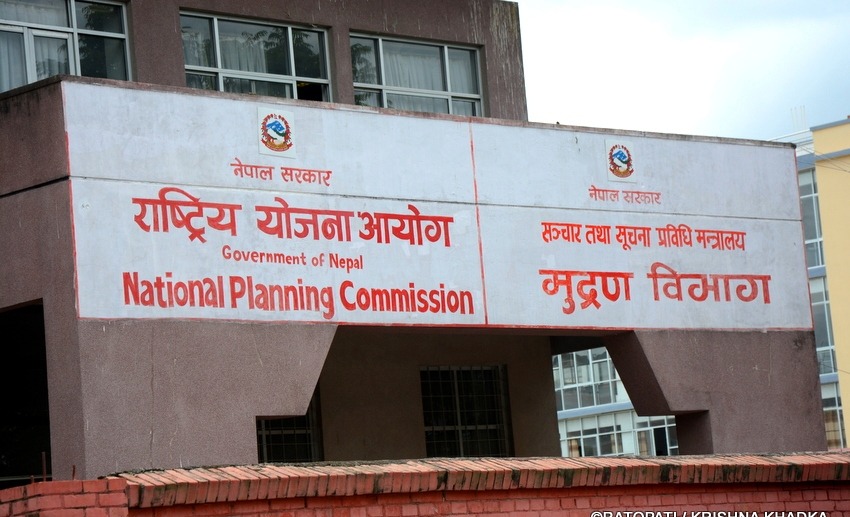 नेपाल सरकार
राष्ट्रिय योजना आयोग
Government of Nepal
National Planning Commission
नेपाल सरकार
सञ्चार तथा सूचना प्रविधि मन्त्रालय
मुद्रण विभाग
©RATOPATI / KRISHNA KHADKA